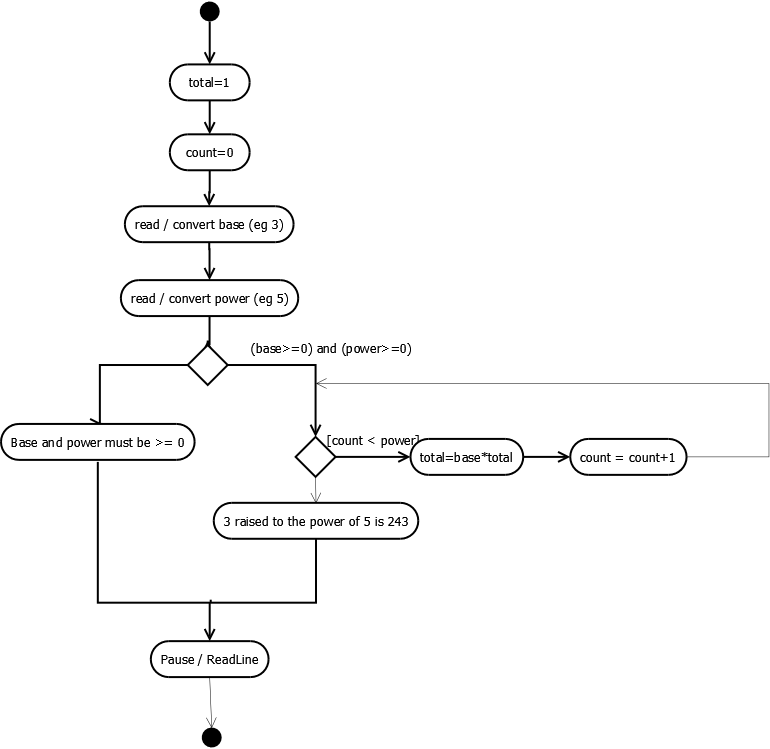 total=1
count=0
read / convert base (eg 3)
read / convert power (eg 5)
(base>=0) and (power>=0)
Base and power must be >= 0
[count < power]
total=base*total
count = count+1
3 raised to the power of 5 is 243
Pause / ReadLine